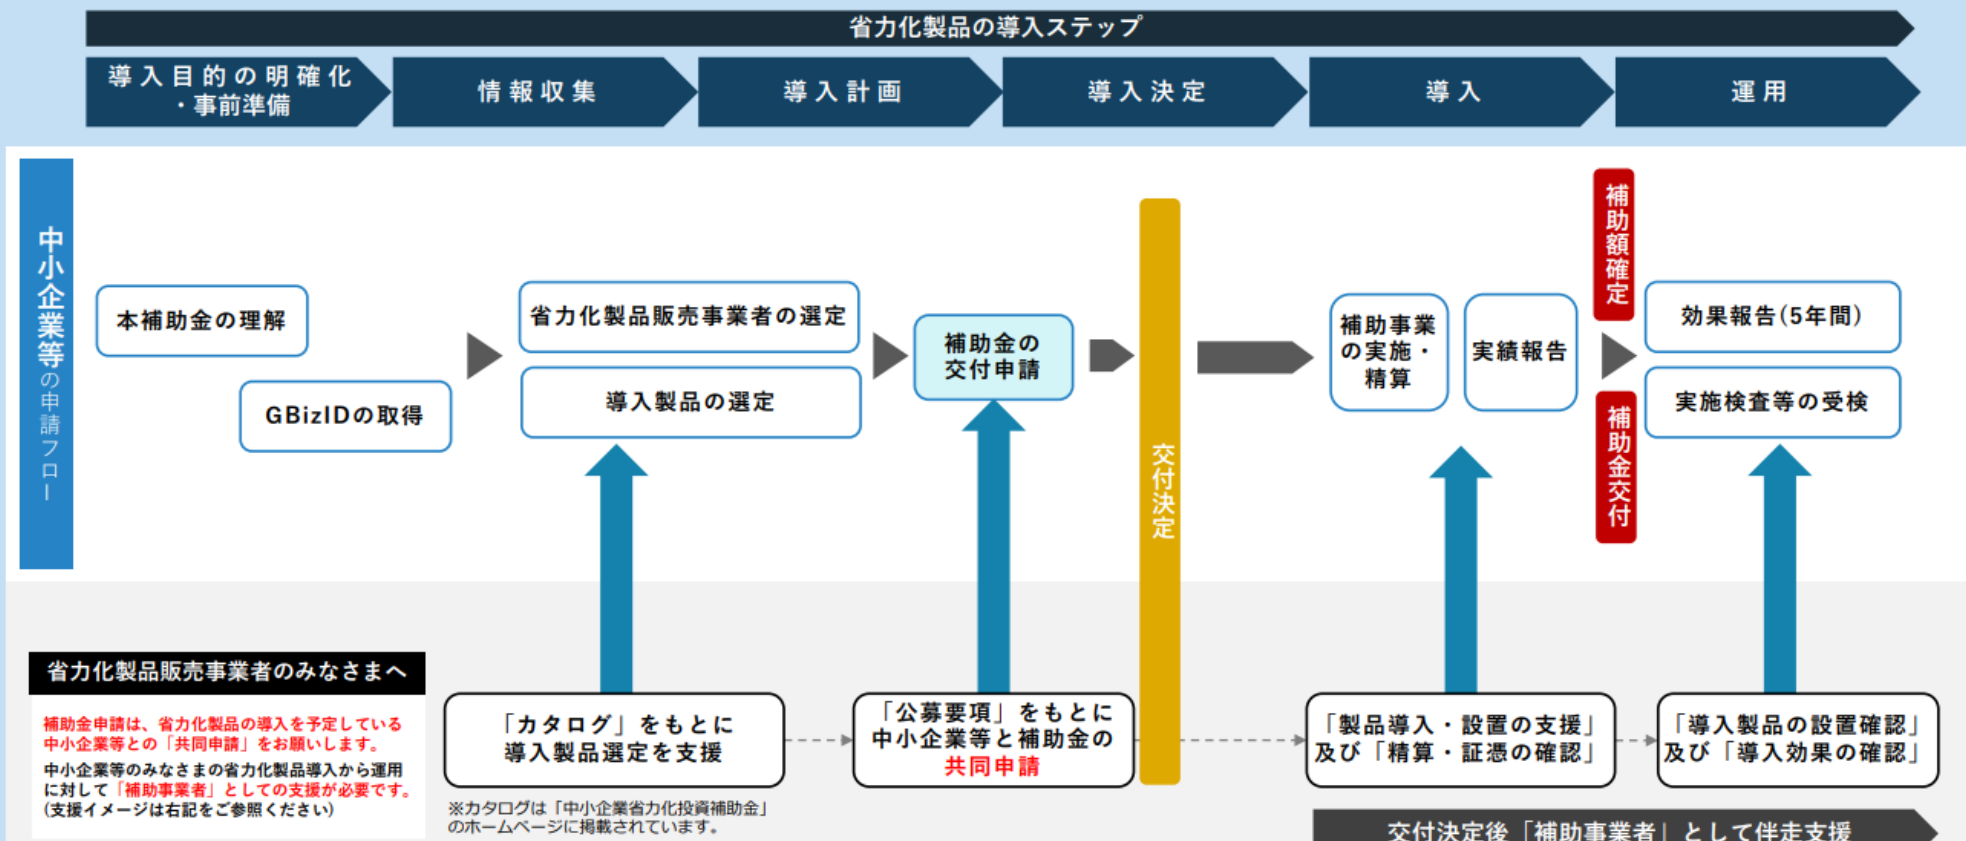 省力化製品の導入ステップ
導入目的の明確化
・事前準備
情報収集
導入計画
導入決定
導入
運用
中小企業等の申請フロー
本補助金の理解
GBizIDの取得
省力化製品販売事業者の選定
導入製品の選定
補助金の
交付申請
交付決定
補助事業
の実施・
精算
実績報告
補助額確定
補助金交付
効果報告(5年間)
実施検査等の受検
省力化製品販売事業者のみなさまへ
補助金申請は、省力化製品の導入を予定している
中小企業等との「共同申請」をお願いします。
中小企業等のみなさまの省力化製品導入から運用
に対して「補助事業者」としての支援が必要です。
(支援イメージは右記をご参照ください)
「カタログ」をもとに
導入製品選定を支援
※カタログは「中小企業省力化投資補助金」
のホームページに掲載されています。
「公募要項」をもとに
中小企業等と補助金の
共同申請
「製品導入・設置の支援」
及び「精算・証憑の確認」
「導入製品の設置確認」
及び「導入効果の確認」
交付決定後「補助事業者」として伴走支援